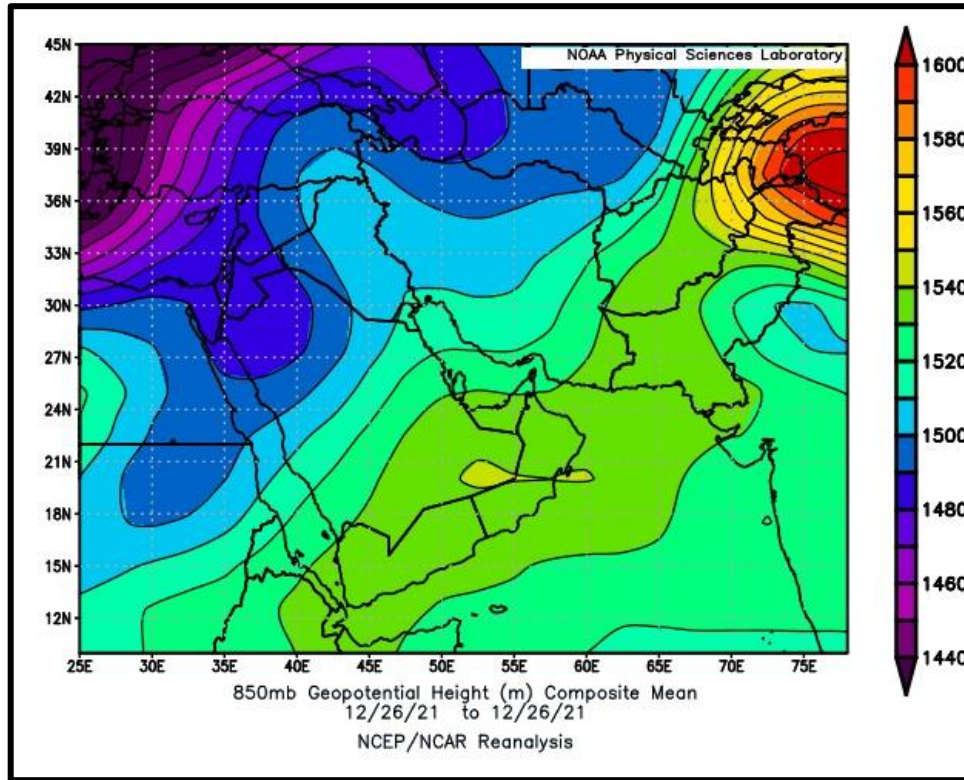 NOAA Physical Sciences Laboratory
45N
42N
39N
36N
33N
30N
27N
24N
21N
18N
15N
12N
25E 30E 35E 40E 45E 50E 55E 60E 65E 70E 75E
1600
1560
1540
1520
1500
1480
1460
1440
850mb Geopotential Height (m) Composite Mean
12/26/21 to 12/26/21
NCEP/NCAR Reanalysis